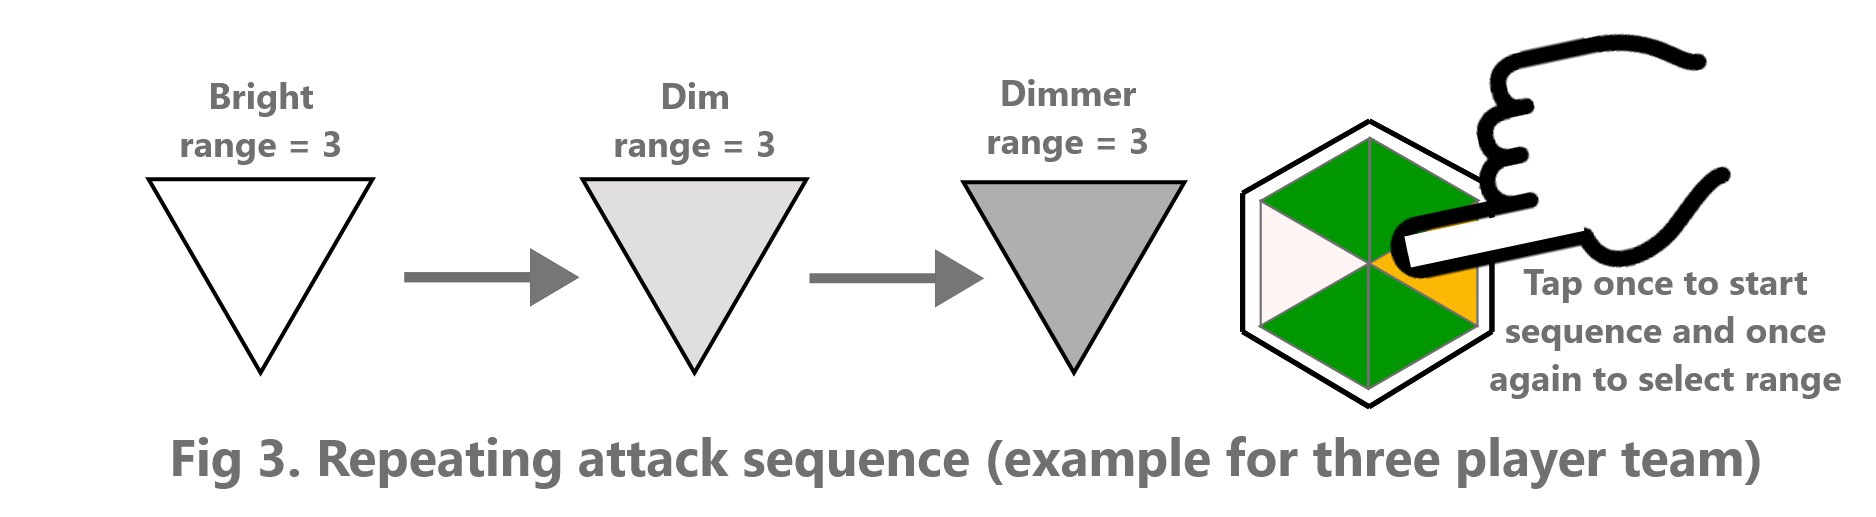 Bright
range = 3
Dim
range = 3
Dimmer
range = 3
Tap once to start
sequence and once
again to select range
Fig 3. Repeating attack sequence (example for three player team)